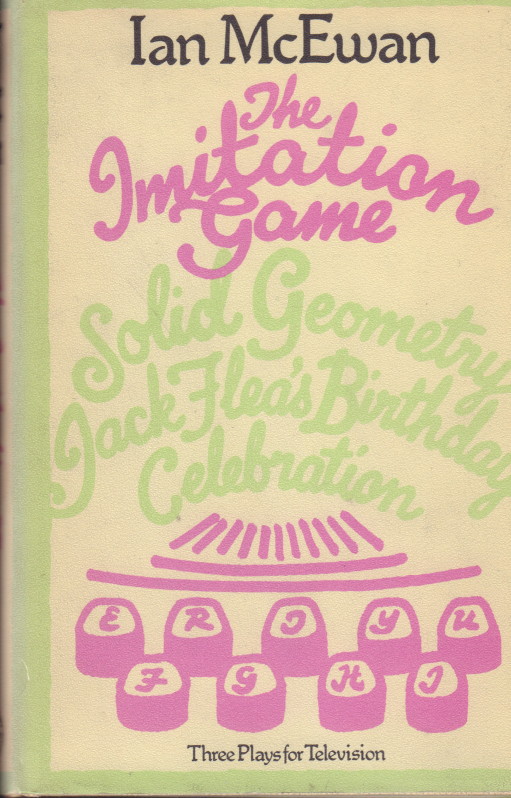 Ian McEwan
The
Imitation
Game
Solid Geometry
Jack Flea's Birthday
Celebration
E R T Y U
F G H J
Three Plays for Television